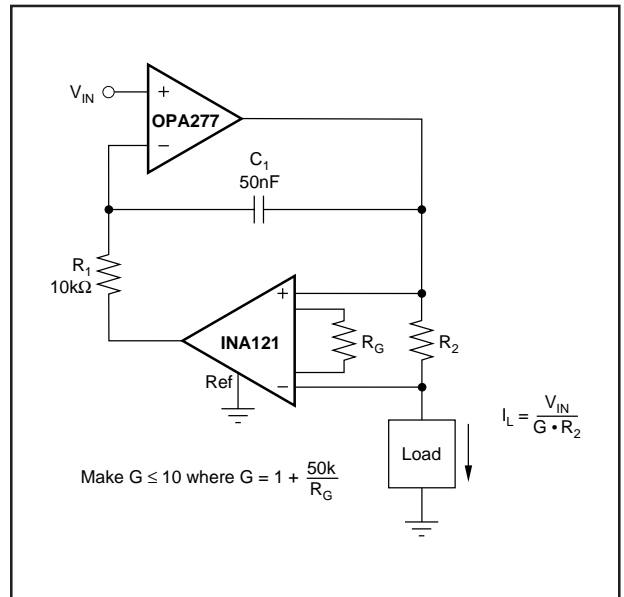 V_IN
+
OPA277
−
C_1
50nF
R_1
10kΩ
+
INA121
R_G
R_2
Ref
−
I_L = V_IN / G • R_2
Load
Make G ≤ 10 where G = 1 + 50k / R_G